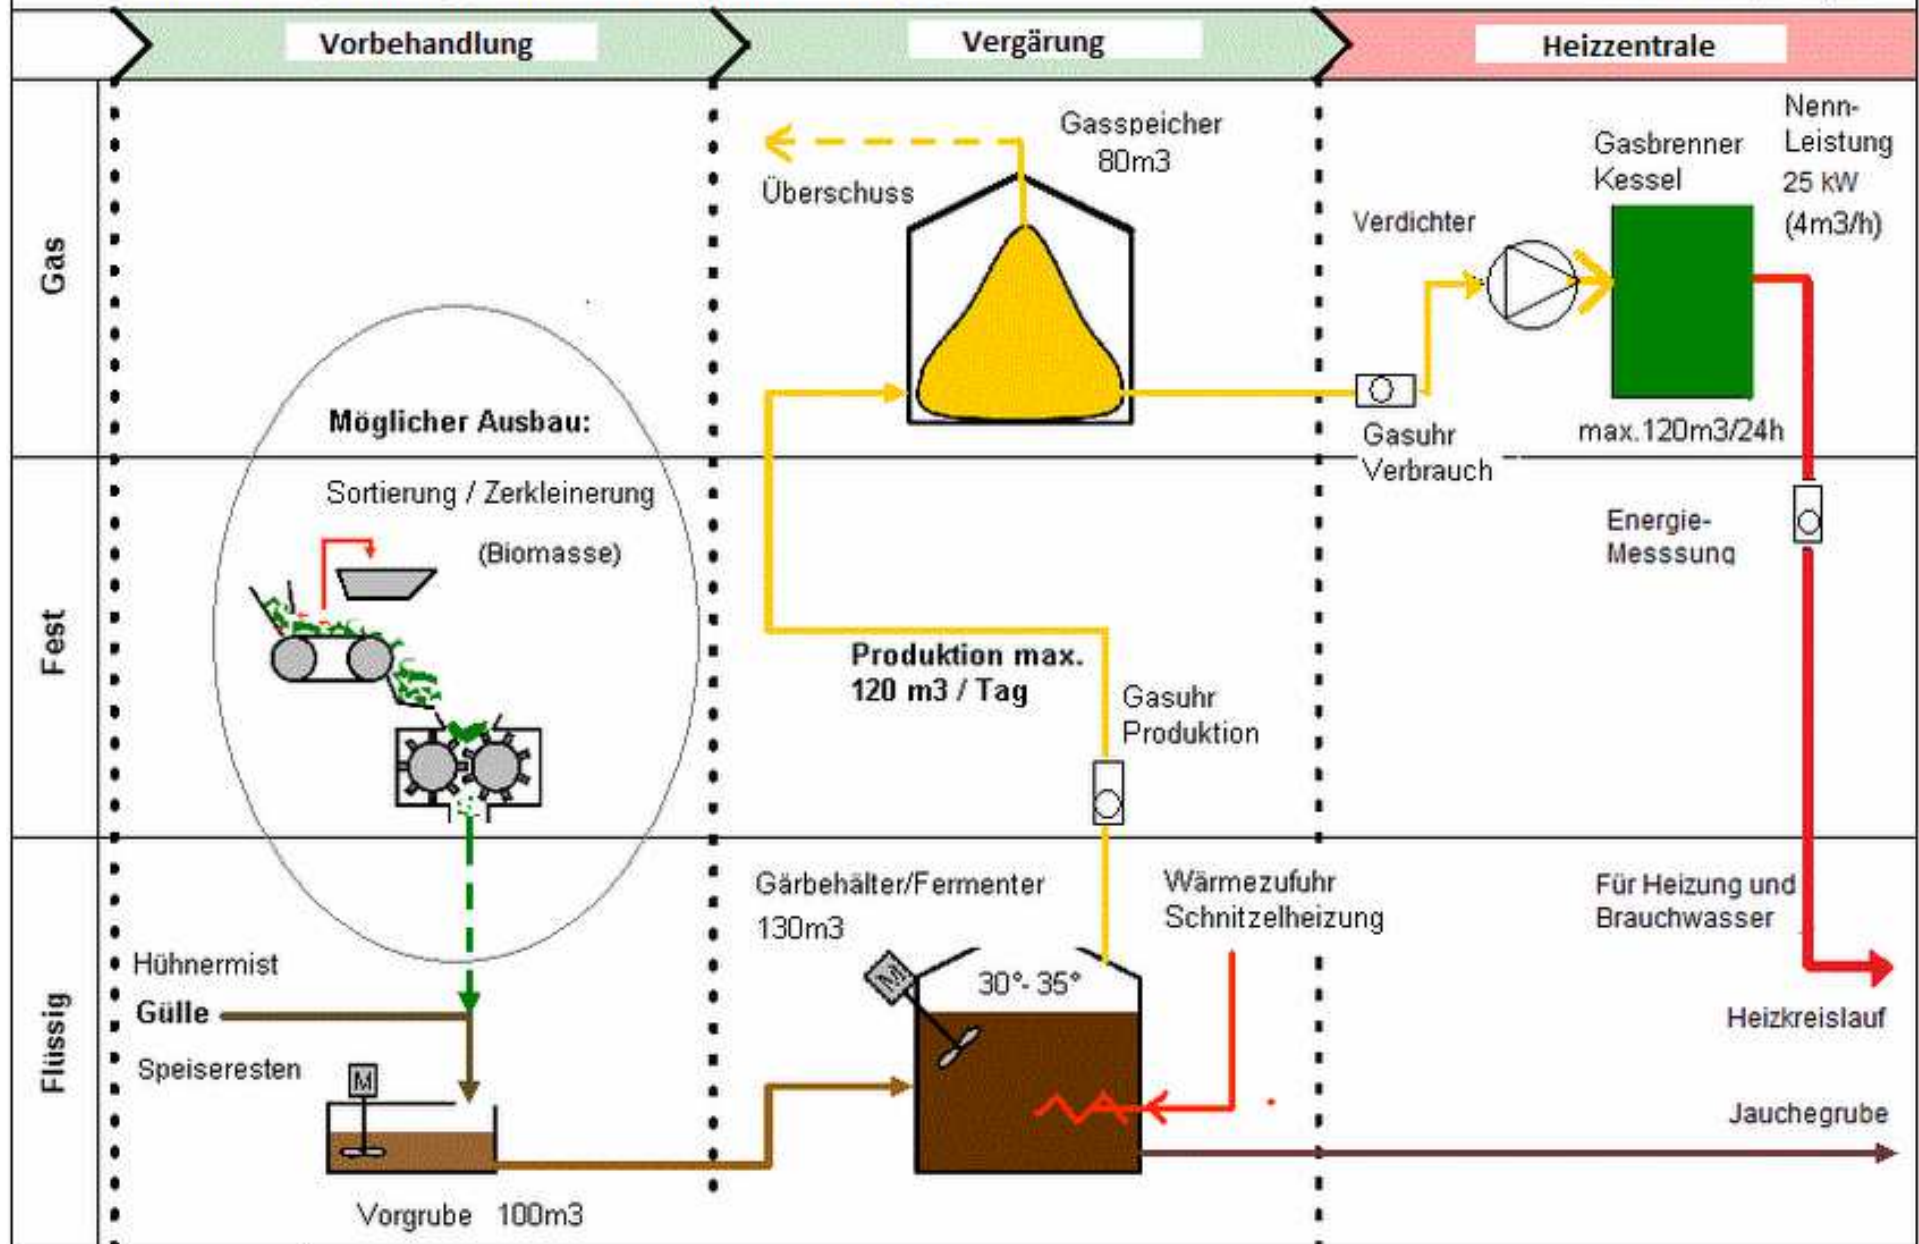 Vorbehandlung
Vergärung
Heizzentrale
Gas
Fest
Flüssig
Möglicher Ausbau:
Sortierung / Zerkleinerung
(Biomasse)
Hühnermist
Gülle
Speiseresten
M
Vorgrube 100m3
Gasspeicher
80m3
Überschuss
Produktion max.
120 m3 / Tag
Gasuhr
Produktion
Gärbehälter/Fermenter
130m3
M
30°- 35°
Wärmezufuhr
Schnitzelheizung
Verdichter
Gasbrenner
Kessel
Nenn-
Leistung
25 kW
(4m3/h)
max.120m3/24h
Gasuhr
Verbrauch
Energie-
Messsung
Für Heizung und
Brauchwasser
Heizkreislauf
Jauchegrube